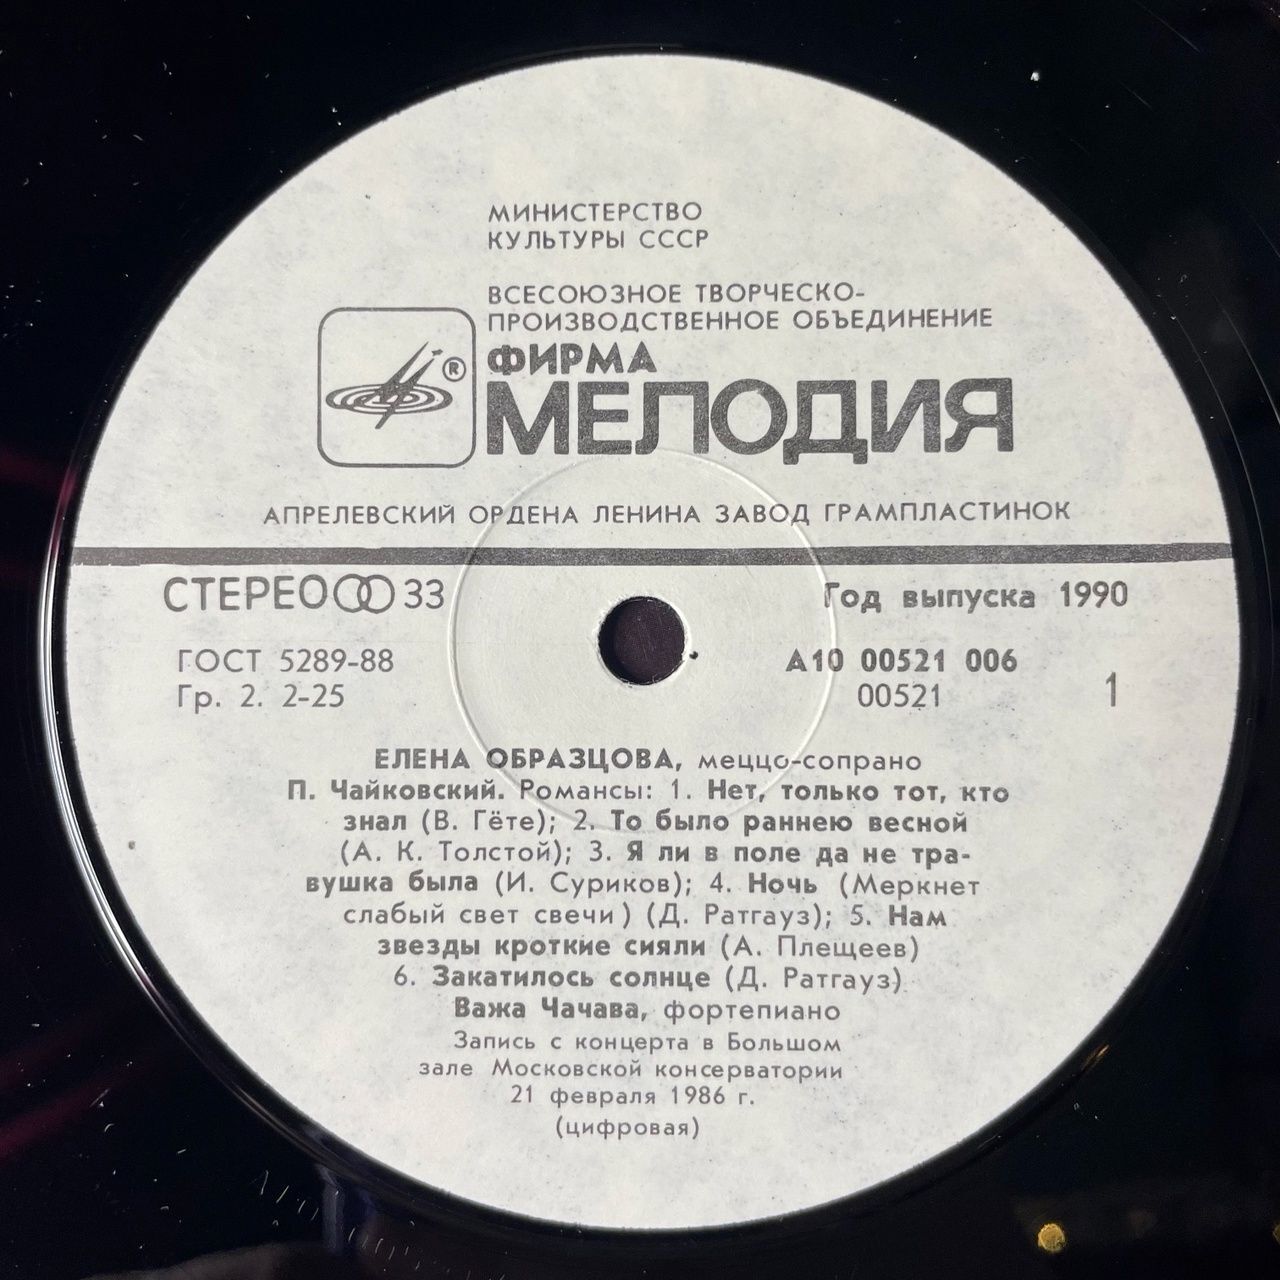 МИНИСТЕРСТВО
КУЛЬТУРЫ СССР
ВСЕСОЮЗНОЕ ТВОРЧЕСКО-
ПРОИЗВОДСТВЕННОЕ ОБЪЕДИНЕНИЕ
ФИРМА
®
МЕЛОДИЯ
АПРЕЛЕВСКИЙ ОРДЕНА ЛЕНИНА ЗАВОД ГРАМПЛАСТИНОК
СТЕРЕО 33
Год выпуска 1990
ГОСТ 5289-88
Гр. 2. 2-25
А10 00521 006
00521
1
ЕЛЕНА ОБРАЗЦОВА, меццо-сопрано
П. Чайковский. Романсы: 1. Нет, только тот, кто
знал (В. Гёте); 2. То было раннею весной
(А. К. Толстой); 3. Я ли в поле да не тра-
вушка была (И. Суриков); 4. Ночь (Меркнет
слабый свет свечи) (Д. Ратгауз); 5. Нам
звезды кроткие сияли (А. Плещеев)
6. Закатилось солнце (Д. Ратгауз).
Важа Чачава, фортепиано
Запись с концерта в Большом
зале Московской консерватории
21 февраля 1986 г.
(цифровая)